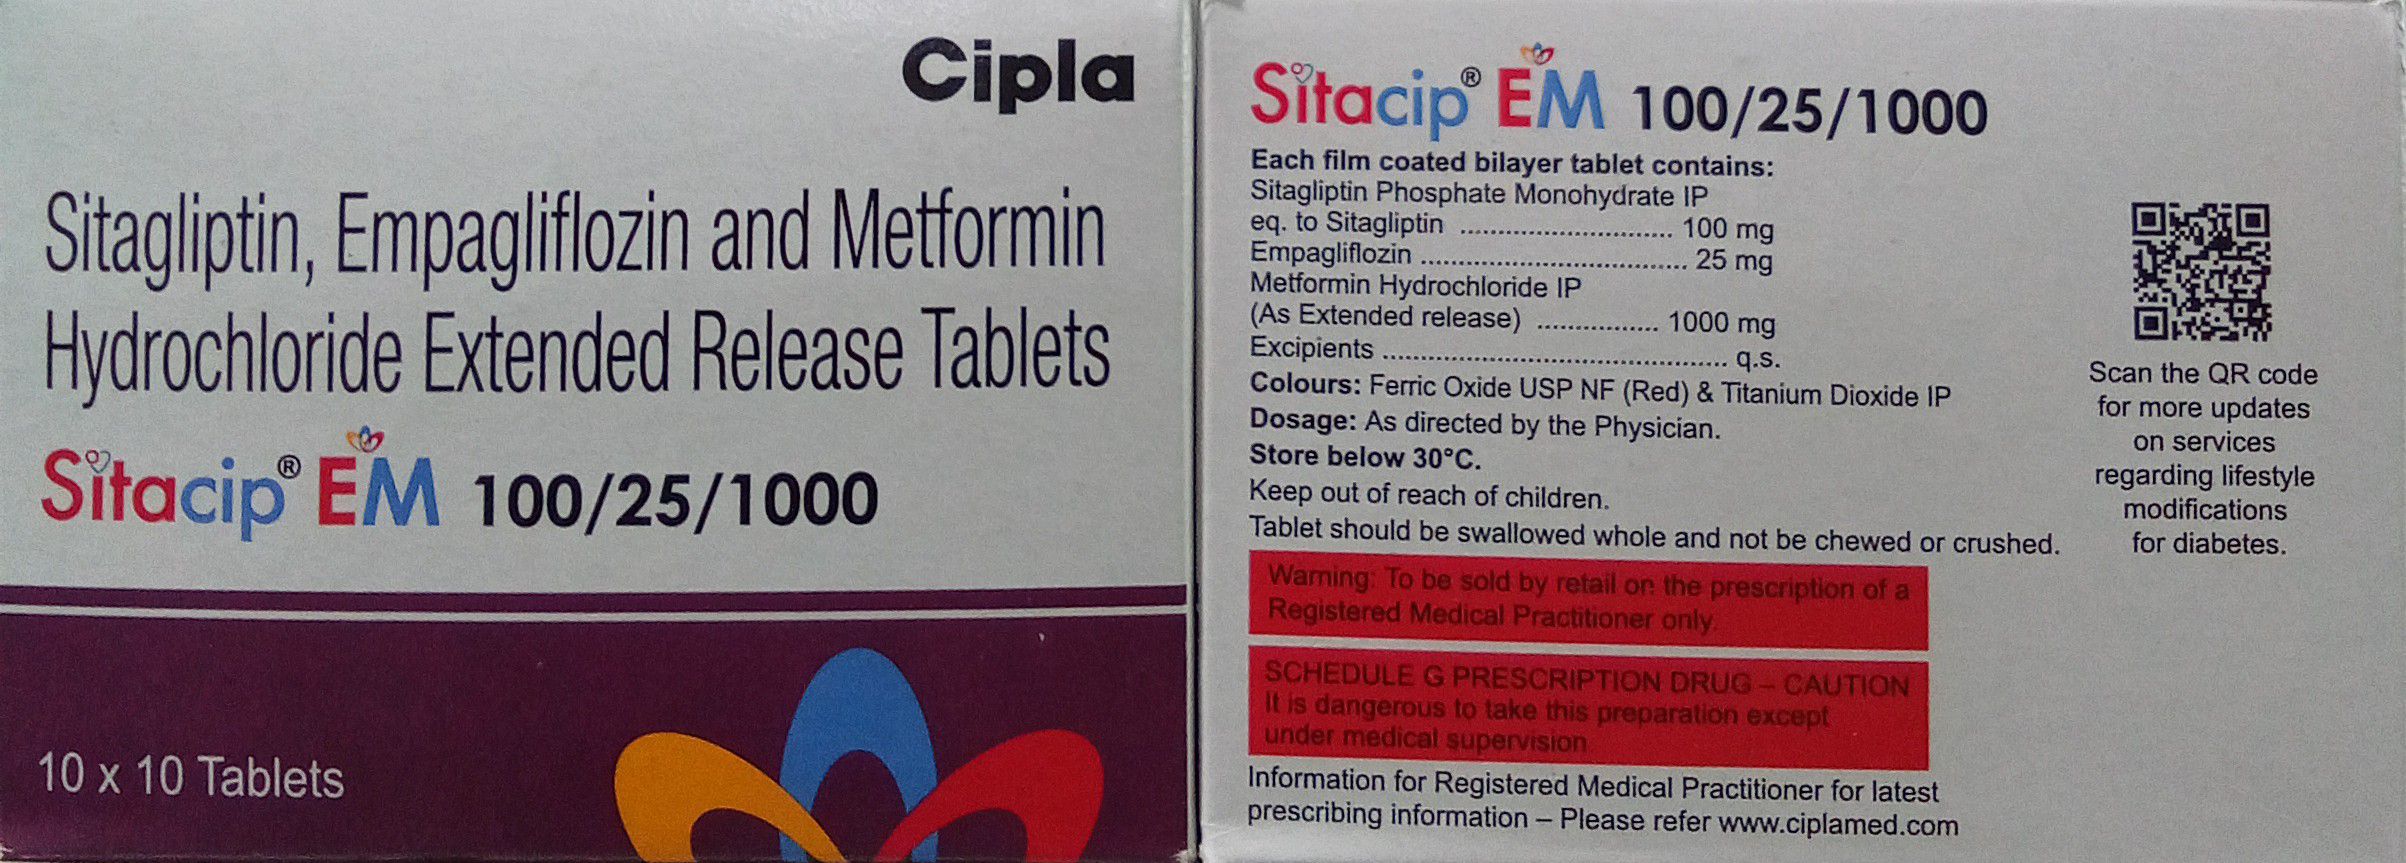 Cipla
Sitagliptin, Empagliflozin and Metformin
Hydrochloride Extended Release Tablets
Sitacip® EM 100/25/1000
10 x 10 Tablets
Sitacip® EM 100/25/1000
Each film coated bilayer tablet contains:
Sitagliptin Phosphate Monohydrate IP
eq. to Sitagliptin ............................ 100 mg
Empagliflozin ................................... 25 mg
Metformin Hydrochloride IP
(As Extended release) ................ 1000 mg
Excipients ............................................. q.s.
Colours: Ferric Oxide USP NF (Red) & Titanium Dioxide IP
Dosage: As directed by the Physician.
Store below 30°C.
Keep out of reach of children.
Tablet should be swallowed whole and not be chewed or crushed.
Warning: To be sold by retail on the prescription of a
Registered Medical Practitioner only.
SCHEDULE G PRESCRIPTION DRUG – CAUTION
It is dangerous to take this preparation except
under medical supervision
Information for Registered Medical Practitioner for latest
prescribing information – Please refer www.ciplamed.com
Scan the QR code
for more updates
on services
regarding lifestyle
modifications
for diabetes.